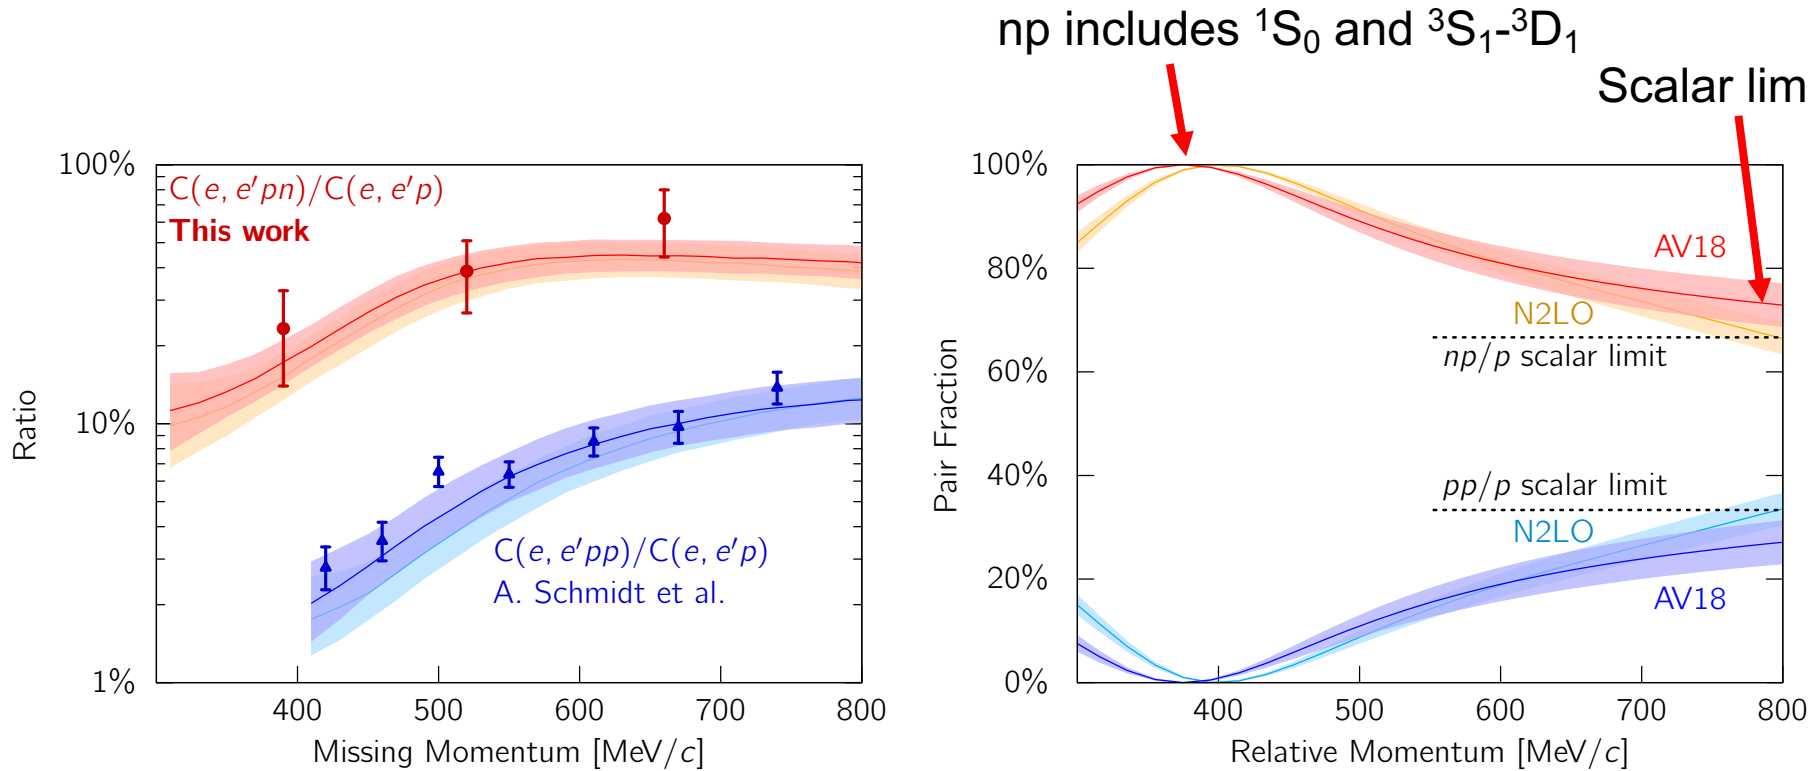 np includes ¹S₀ and ³S₁-³D₁
Scalar lim
100%
10%
1%
Ratio
C(e, e′pn)/C(e, e′p)
This work
C(e, e′pp)/C(e, e′p)
A. Schmidt et al.
400 500 600 700 800
Missing Momentum [MeV/c]
100%
80%
60%
40%
20%
0%
Pair Fraction
AV18
N2LO
np/p scalar limit
pp/p scalar limit
N2LO
AV18
400 500 600 700 800
Relative Momentum [MeV/c]